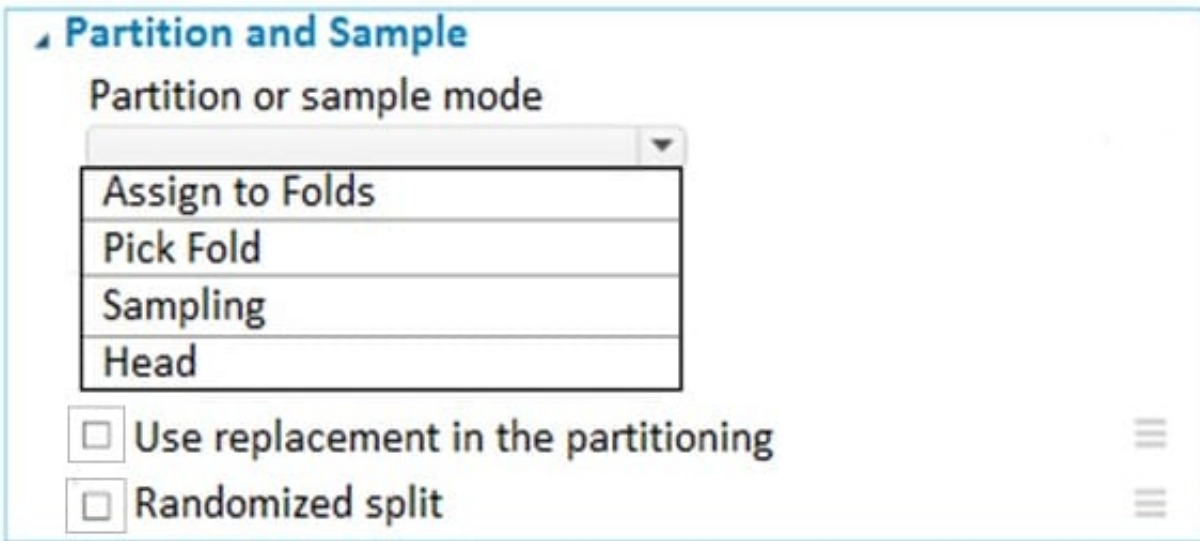 Partition and Sample
Partition or sample mode
Assign to Folds
Pick Fold
Sampling
Head
Use replacement in the partitioning
Randomized split